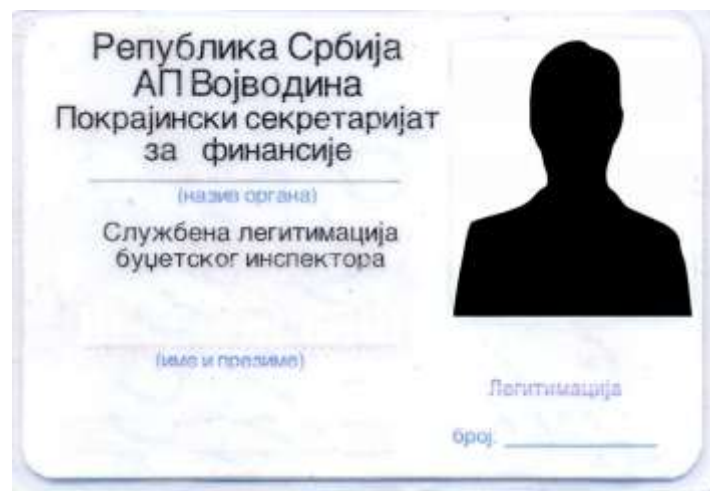 Република Србија
АП Војводина
Покрајински секретаријат
за финансије
(назив органа)
Службена легитимација
буџетског инспектора
(име и презиме)
Легитимација
број: